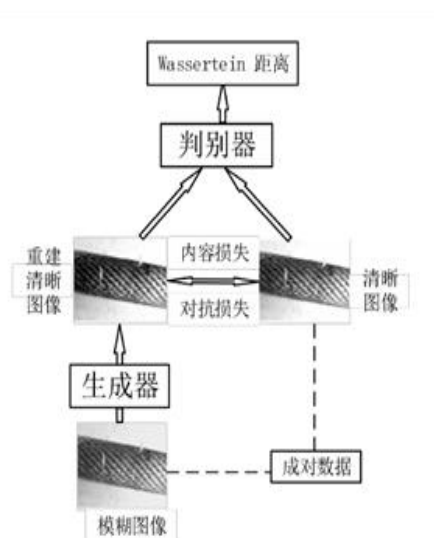 Wassertein 距离
判别器
重建
清晰
图像
内容损失
对抗损失
清晰
图像
生成器
成对数据
模糊图像